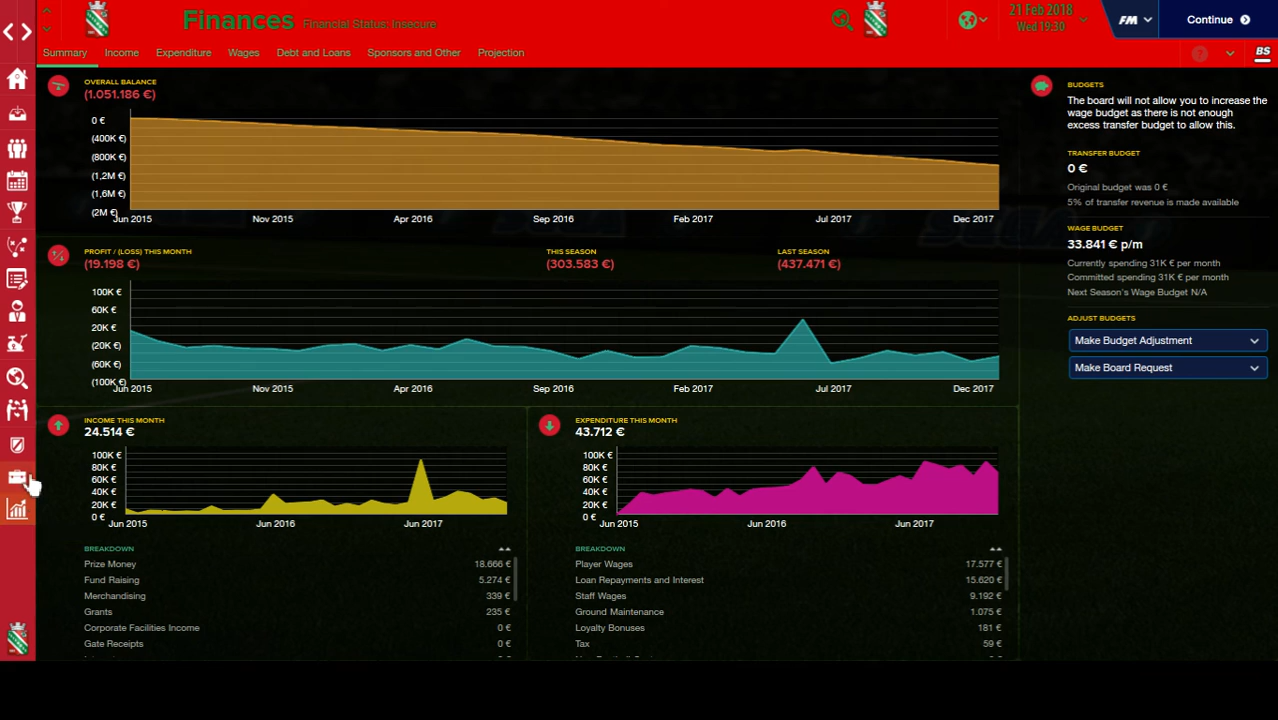 Finances
Financial Status: Insecure
21 Feb 2018
Wed 19:30
FM
Continue
Summary
Income
Expenditure
Wages
Debt and Loans
Sponsors and Other
Projection
?
BS
OVERALL BALANCE
(1.051.186 €)
0 €
(400K €)
(800K €)
(1,2M €)
(1,6M €)
(2M €)
Jun 2015
Nov 2015
Apr 2016
Sep 2016
Feb 2017
Jul 2017
Dec 2017
PROFIT / (LOSS) THIS MONTH
(19.198 €)
THIS SEASON
(303.583 €)
LAST SEASON
(437.471 €)
100K €
60K €
20K €
(20K €)
(60K €)
(100K €)
Jun 2015
Nov 2015
Apr 2016
Sep 2016
Feb 2017
Jul 2017
Dec 2017
INCOME THIS MONTH
24.514 €
100K €
80K €
60K €
40K €
20K €
0 €
Jun 2015
Jun 2016
Jun 2017
BREAKDOWN
Prize Money 18.666 €
Fund Raising 5.274 €
Merchandising 339 €
Grants 235 €
Corporate Facilities Income 0 €
Gate Receipts 0 €
EXPENDITURE THIS MONTH
43.712 €
100K €
80K €
60K €
40K €
20K €
0 €
Jun 2015
Jun 2016
Jun 2017
BREAKDOWN
Player Wages 17.577 €
Loan Repayments and Interest 15.620 €
Staff Wages 9.192 €
Ground Maintenance 1.075 €
Loyalty Bonuses 181 €
Tax 59 €
BUDGETS
The board will not allow you to increase the
wage budget as there is not enough
excess transfer budget to allow this.
TRANSFER BUDGET
0 €
Original budget was 0 €
5% of transfer revenue is made available
WAGE BUDGET
33.841 € p/m
Currently spending 31K € per month
Committed spending 31K € per month
Next Season's Wage Budget N/A
ADJUST BUDGETS
Make Budget Adjustment
Make Board Request